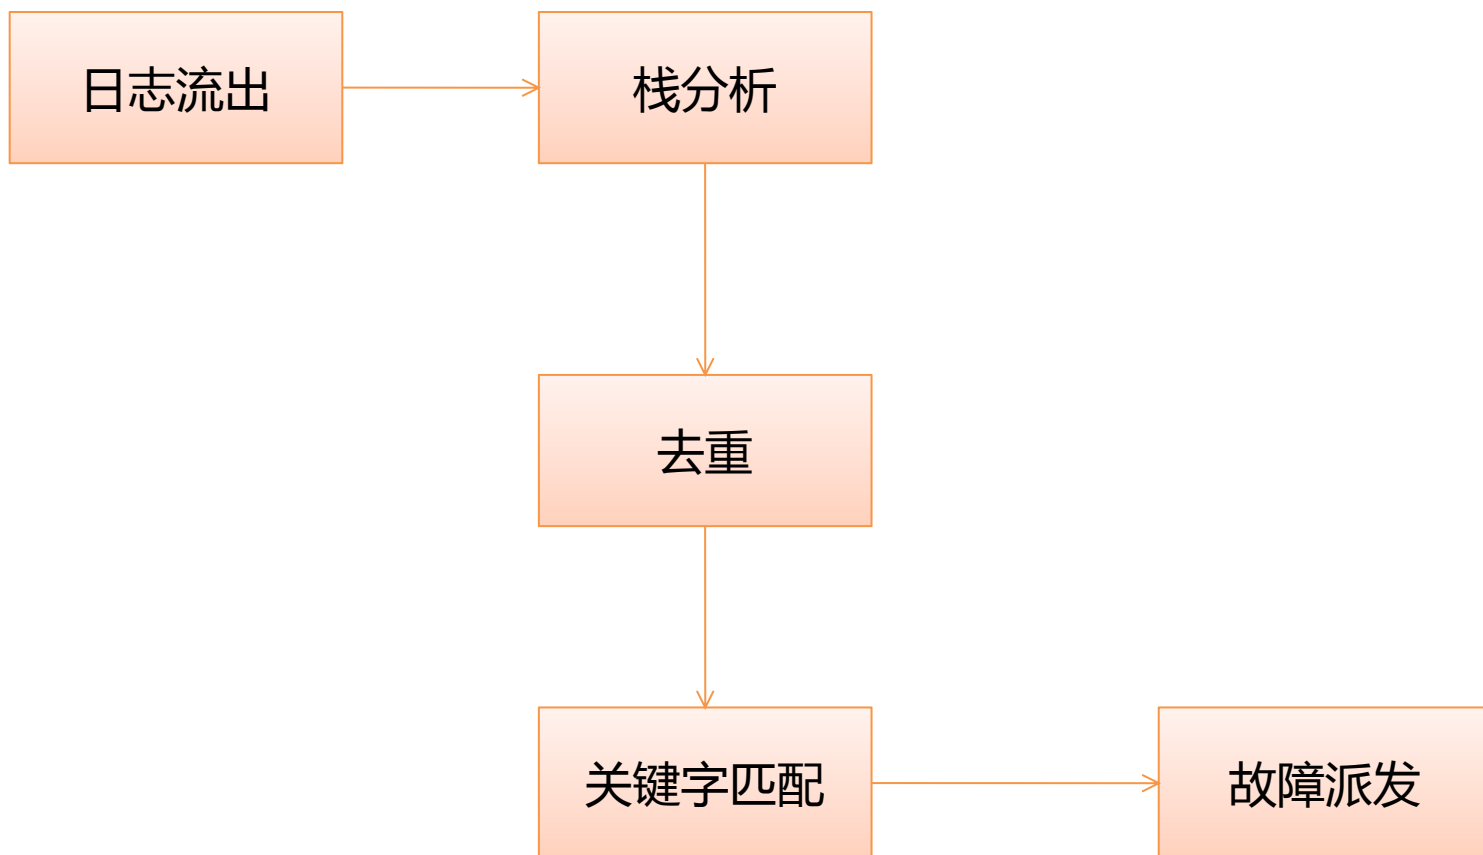 日志流出
栈分析
去重
关键字匹配
故障派发